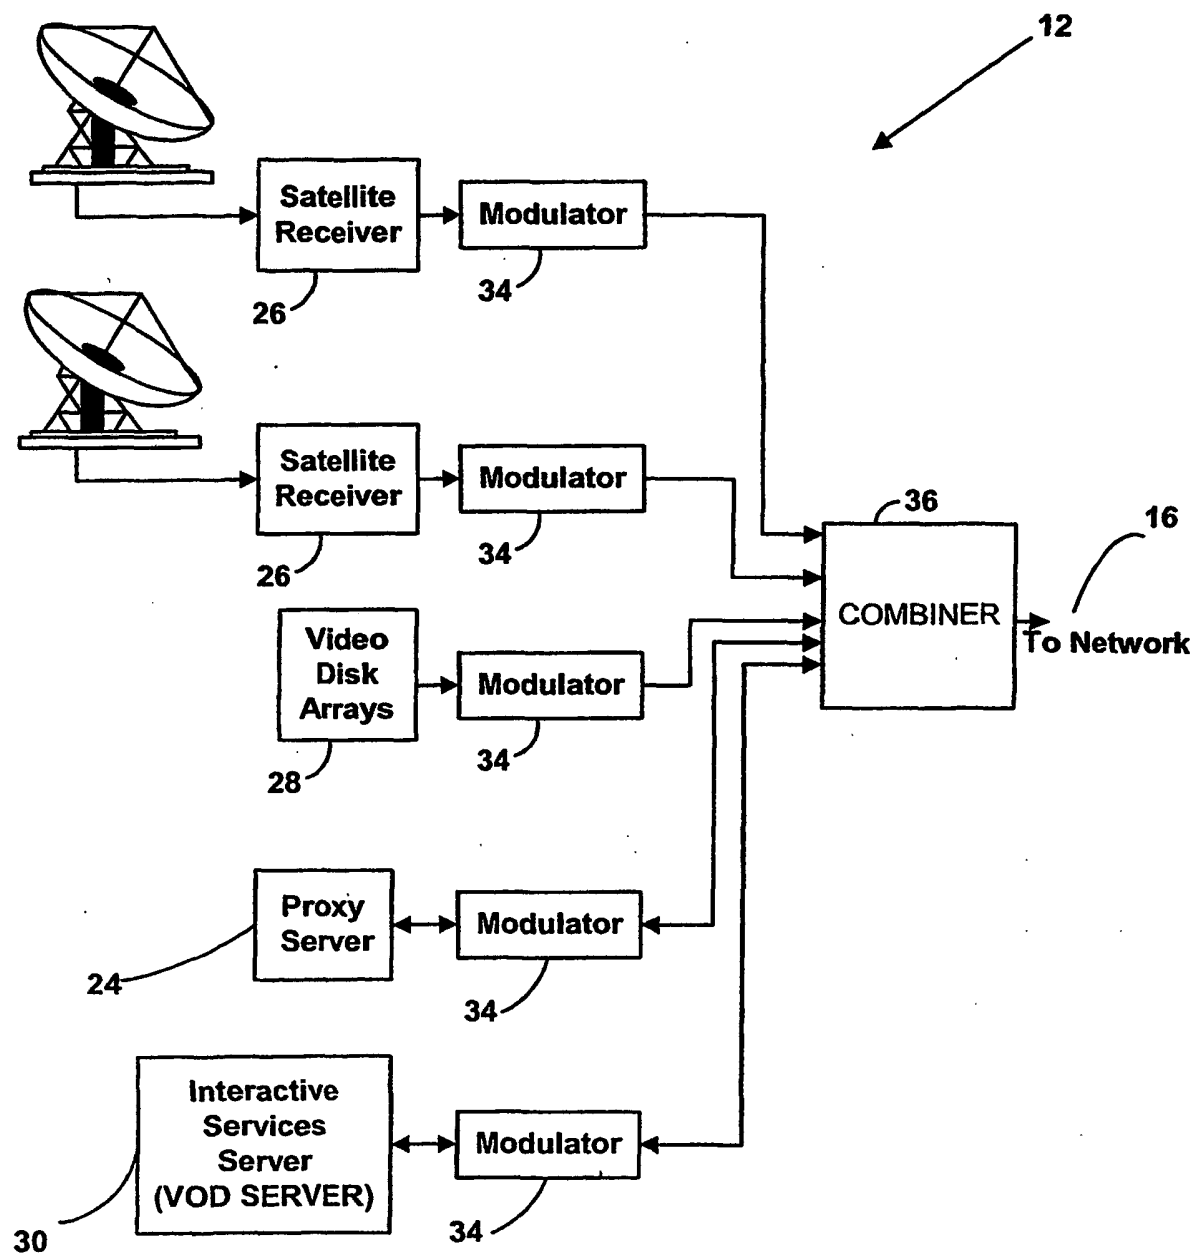 12
Satellite
Receiver
Modulator
34
26
Satellite
Receiver
Modulator
34
26
36
16
COMBINER
To Network
Video
Disk
Arrays
Modulator
34
28
Proxy
Server
Modulator
24
34
Interactive
Services
Server
(VOD SERVER)
Modulator
34
30